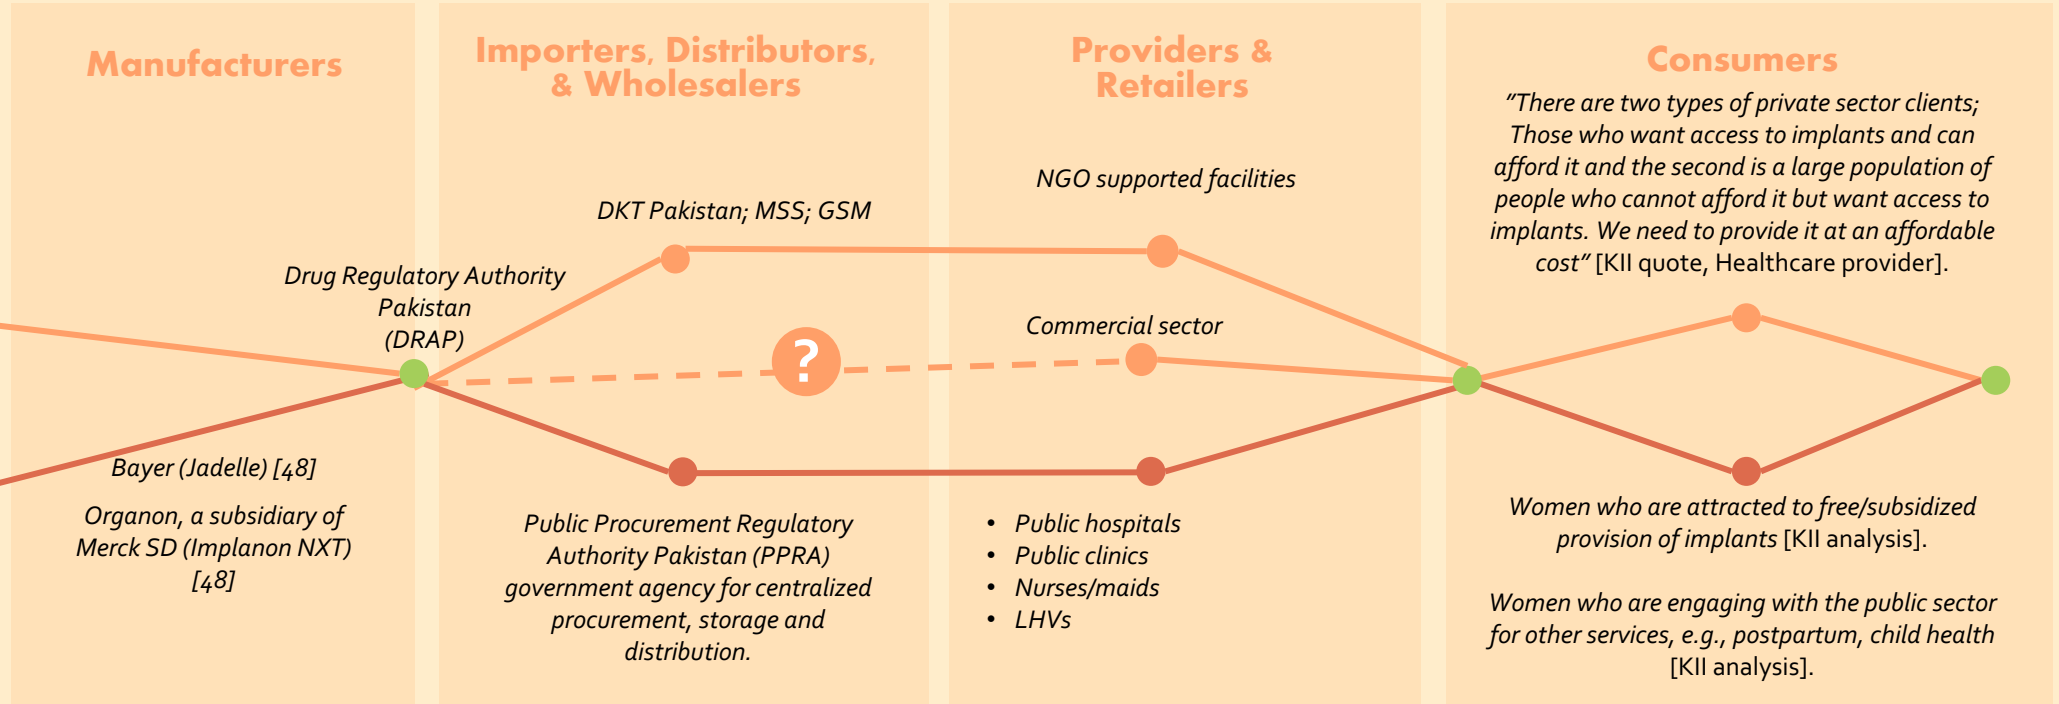 Manufacturers
Drug Regulatory Authority
Pakistan
(DRAP)
Bayer (Jadelle) [48]
Organon, a subsidiary of
Merck SD (Implanon NXT)
[48]
Importers, Distributors,
& Wholesalers
DKT Pakistan; MSS; GSM
?
Public Procurement Regulatory
Authority Pakistan (PPRA)
government agency for centralized
procurement, storage and
distribution.
Providers &
Retailers
NGO supported facilities
Commercial sector
• Public hospitals
• Public clinics
• Nurses/maids
• LHVs
Consumers
"There are two types of private sector clients;
Those who want access to implants and can
afford it and the second is a large population of
people who cannot afford it but want access to
implants. We need to provide it at an affordable
cost" [KII quote, Healthcare provider].
Women who are attracted to free/subsidized
provision of implants [KII analysis].
Women who are engaging with the public sector
for other services, e.g., postpartum, child health
[KII analysis].